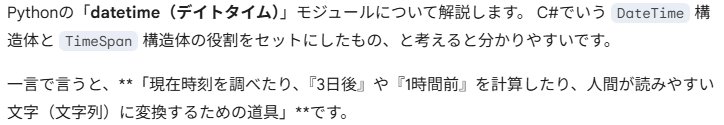 Pythonの「datetime（デイトタイム）」モジュールについて解説します。 C#でいう DateTime 構
造体と TimeSpan 構造体の役割をセットにしたもの、と考えると分かりやすいです。
一言で言うと、**「現在時刻を調べたり、『3日後』や『1時間前』を計算したり、人間が読みやすい
文字（文字列）に変換するための道具」**です。